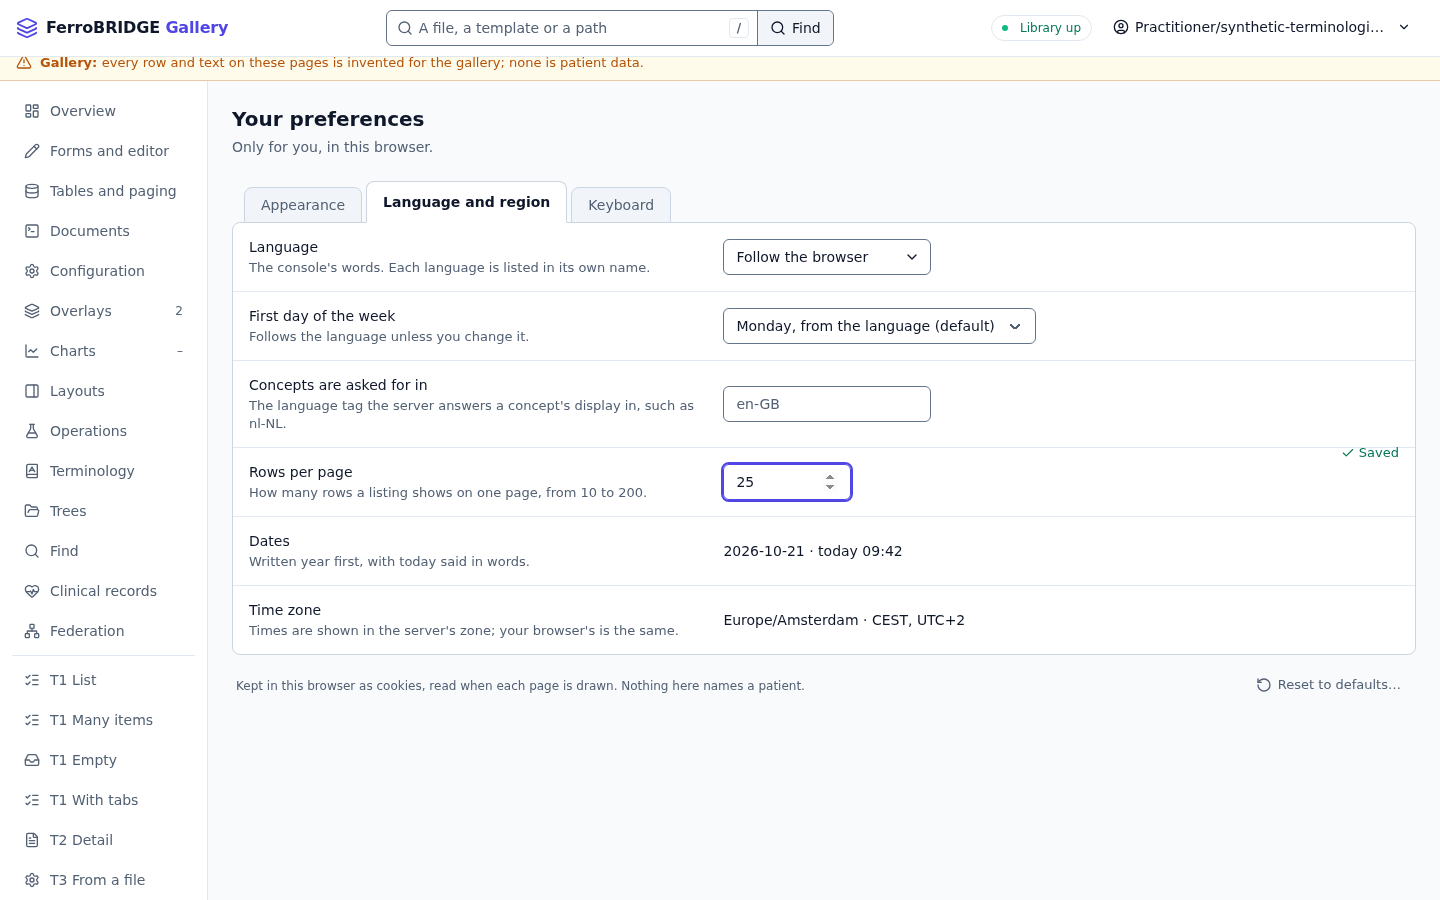 FerroBRIDGE Gallery
A file, a template or a path
/
Find
Library up
Practitioner/synthetic-terminologi…
Gallery: every row and text on these pages is invented for the gallery; none is patient data.
Overview
Forms and editor
Tables and paging
Documents
Configuration
Overlays 2
Charts –
Layouts
Operations
Terminology
Trees
Find
Clinical records
Federation
T1 List
T1 Many items
T1 Empty
T1 With tabs
T2 Detail
T3 From a file
Your preferences
Only for you, in this browser.
Appearance
Language and region
Keyboard
Language
The console's words. Each language is listed in its own name.
Follow the browser
First day of the week
Follows the language unless you change it.
Monday, from the language (default)
Concepts are asked for in
The language tag the server answers a concept's display in, such as
nl-NL.
en-GB
Saved
Rows per page
How many rows a listing shows on one page, from 10 to 200.
25
Dates
Written year first, with today said in words.
2026-10-21 · today 09:42
Time zone
Times are shown in the server's zone; your browser's is the same.
Europe/Amsterdam · CEST, UTC+2
Kept in this browser as cookies, read when each page is drawn. Nothing here names a patient.
Reset to defaults…